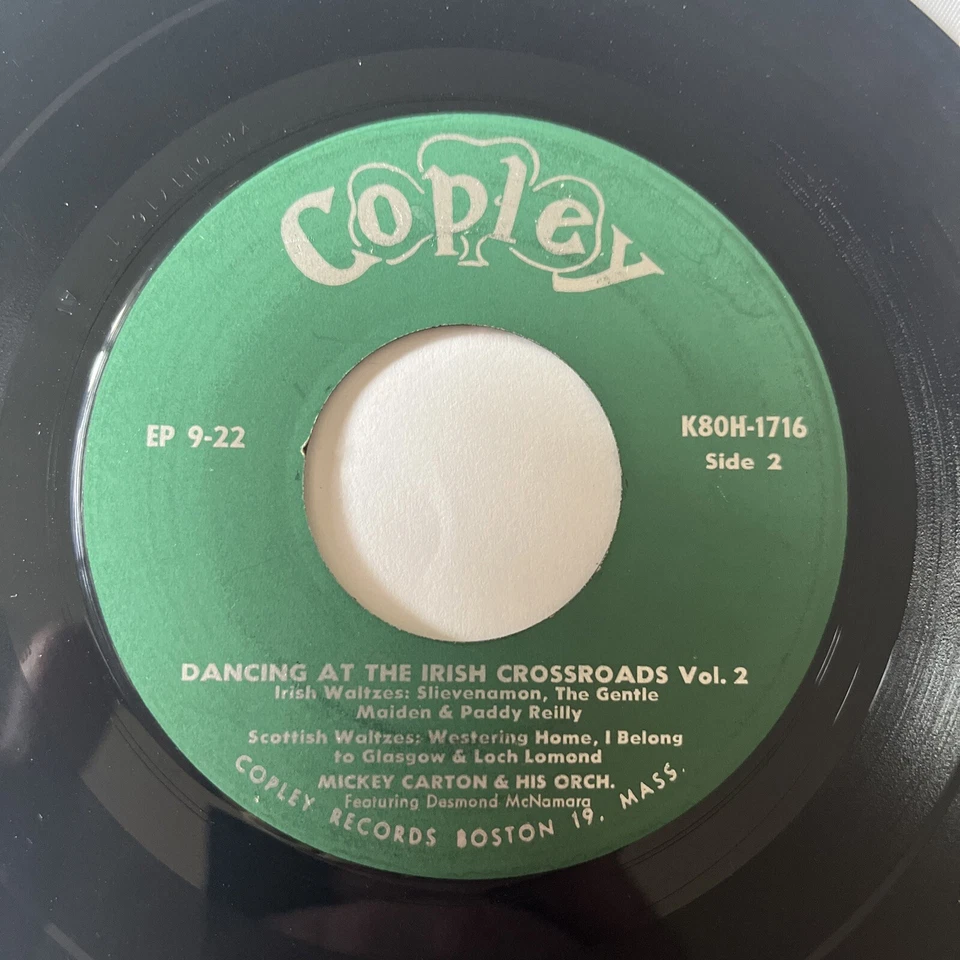 Copley
EP 9-22
K80H-1716
Side 2
DANCING AT THE IRISH CROSSROADS Vol. 2
Irish Waltzes: Slievenamon, The Gentle
Maiden & Paddy Reilly
Scottish Waltzes: Westering Home, I Belong
to Glasgow & Loch Lomond
MICKEY CARTON & HIS ORCH.
Featuring Desmond McNamara
COPLEY RECORDS BOSTON 19, MASS.